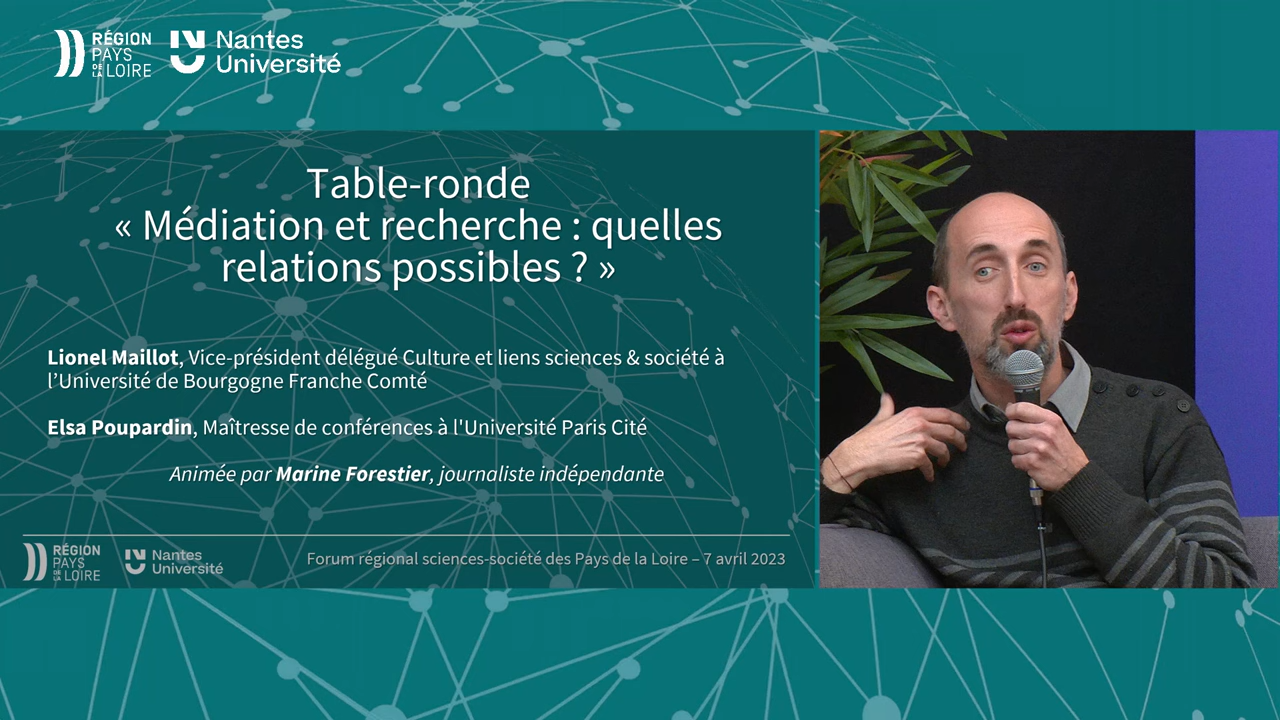 RÉGION
PAYS
DE LA LOIRE
Nantes
Université
Table-ronde
« Médiation et recherche : quelles
relations possibles ? »
Lionel Maillot, Vice-président délégué Culture et liens sciences & société à
l’Université de Bourgogne Franche Comté
Elsa Poupardin, Maîtresse de conférences à l'Université Paris Cité
Animée par Marine Forestier, journaliste indépendante
RÉGION
PAYS
DE LA LOIRE
Nantes
Université
Forum régional sciences-société des Pays de la Loire – 7 avril 2023